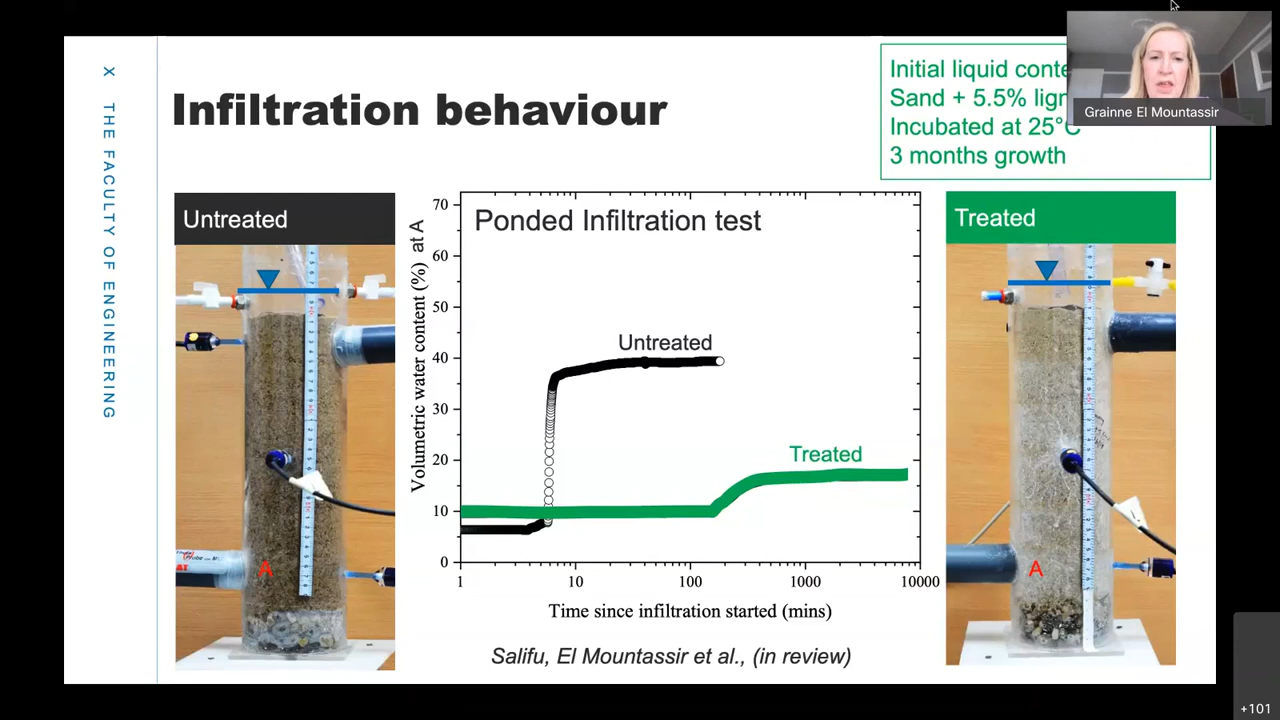 X THE FACULTY OF ENGINEERING
Infiltration behaviour
Initial liquid
Sand + 5.5%
Incubated at 25°C
3 months growth
Grainne El Mountassir
Untreated
Ponded Infiltration test
Treated
Volumetric water content (%) at A
70
60
50
40
30
20
10
0
Untreated
Treated
1
10
100
1000
10000
Time since infiltration started (mins)
A
A
Salifu, El Mountassir et al., (in review)
+101